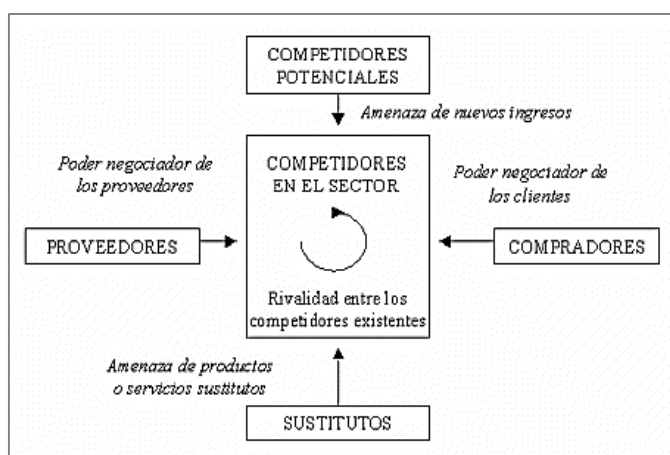 COMPETIDORES
POTENCIALES
Amenaza de nuevos ingresos
Poder negociador de
los proveedores
COMPETIDORES
EN EL SECTOR
Poder negociador de
los clientes
PROVEEDORES
COMPRADORES
Rivalidad entre los
competidores existentes
Amenaza de productos
o servicios sustitutos
SUSTITUTOS